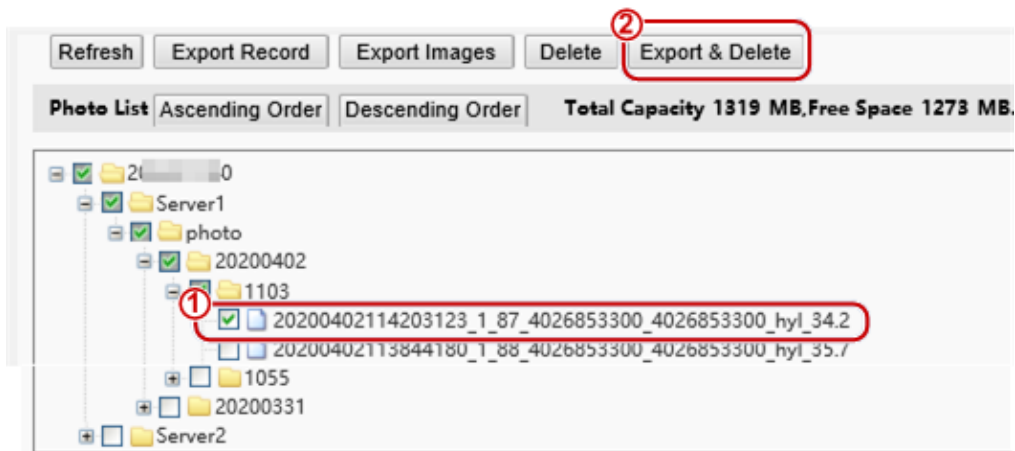 ②
Refresh Export Record Export Images Delete Export & Delete
Photo List Ascending Order Descending Order Total Capacity 1319 MB,Free Space 1273 MB.
Server1
photo
20200402
1103
①
20200402114203123_1_87_4026853300_4026853300_hyl_34.2
20200402113844180_1_88_4026853300_4026853300_hyl_35.7
1055
20200331
Server2